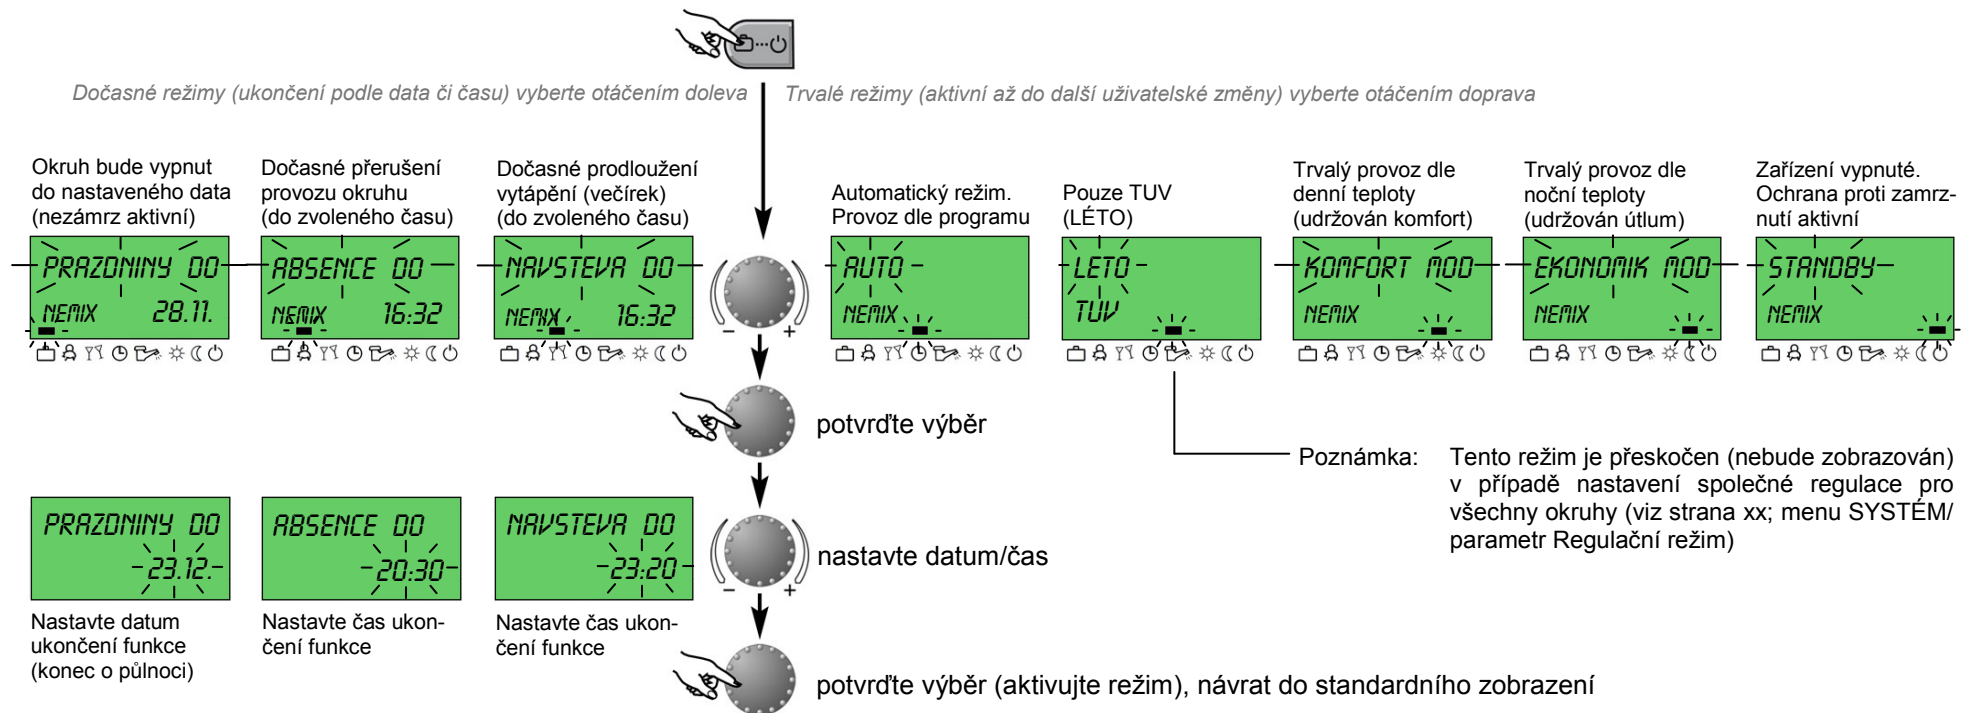 Dočasné režimy (ukončení podle data či času) vyberte otáčením doleva
Trvalé režimy (aktivní až do další uživatelské změny) vyberte otáčením doprava
Okruh bude vypnut
do nastaveného data
(nezámrz aktivní)
PRAZDNINY DO
NEMIX 28.11.
Dočasné přerušení
provozu okruhu
(do zvoleného času)
ABSENCE DO
NEMIX 16:32
Dočasné prodloužení
vytápění (večírek)
(do zvoleného času)
NAVSTEVA DO
NEMIX 16:32
- +
Automatický režim.
Provoz dle programu
AUTO
NEMIX
Pouze TUV
(LÉTO)
LETO
TUV
Trvalý provoz dle
denní teploty
(udržován komfort)
KOMFORT MOD
NEMIX
Trvalý provoz dle
noční teploty
(udržován útlum)
EKONOMIK MOD
NEMIX
Zařízení vypnuté.
Ochrana proti zamrz-
nutí aktivní
STANDBY
NEMIX
potvrďte výběr
Poznámka: Tento režim je přeskočen (nebude zobrazován)
v případě nastavení společné regulace pro
všechny okruhy (viz strana xx; menu SYSTÉM/
parametr Regulační režim)
PRAZDNINY DO
23.12.
Nastavte datum
ukončení funkce
(konec o půlnoci)
ABSENCE DO
20:30
Nastavte čas ukon-
čení funkce
NAVSTEVA DO
23:20
Nastavte čas ukon-
čení funkce
- +
nastavte datum/čas
potvrďte výběr (aktivujte režim), návrat do standardního zobrazení